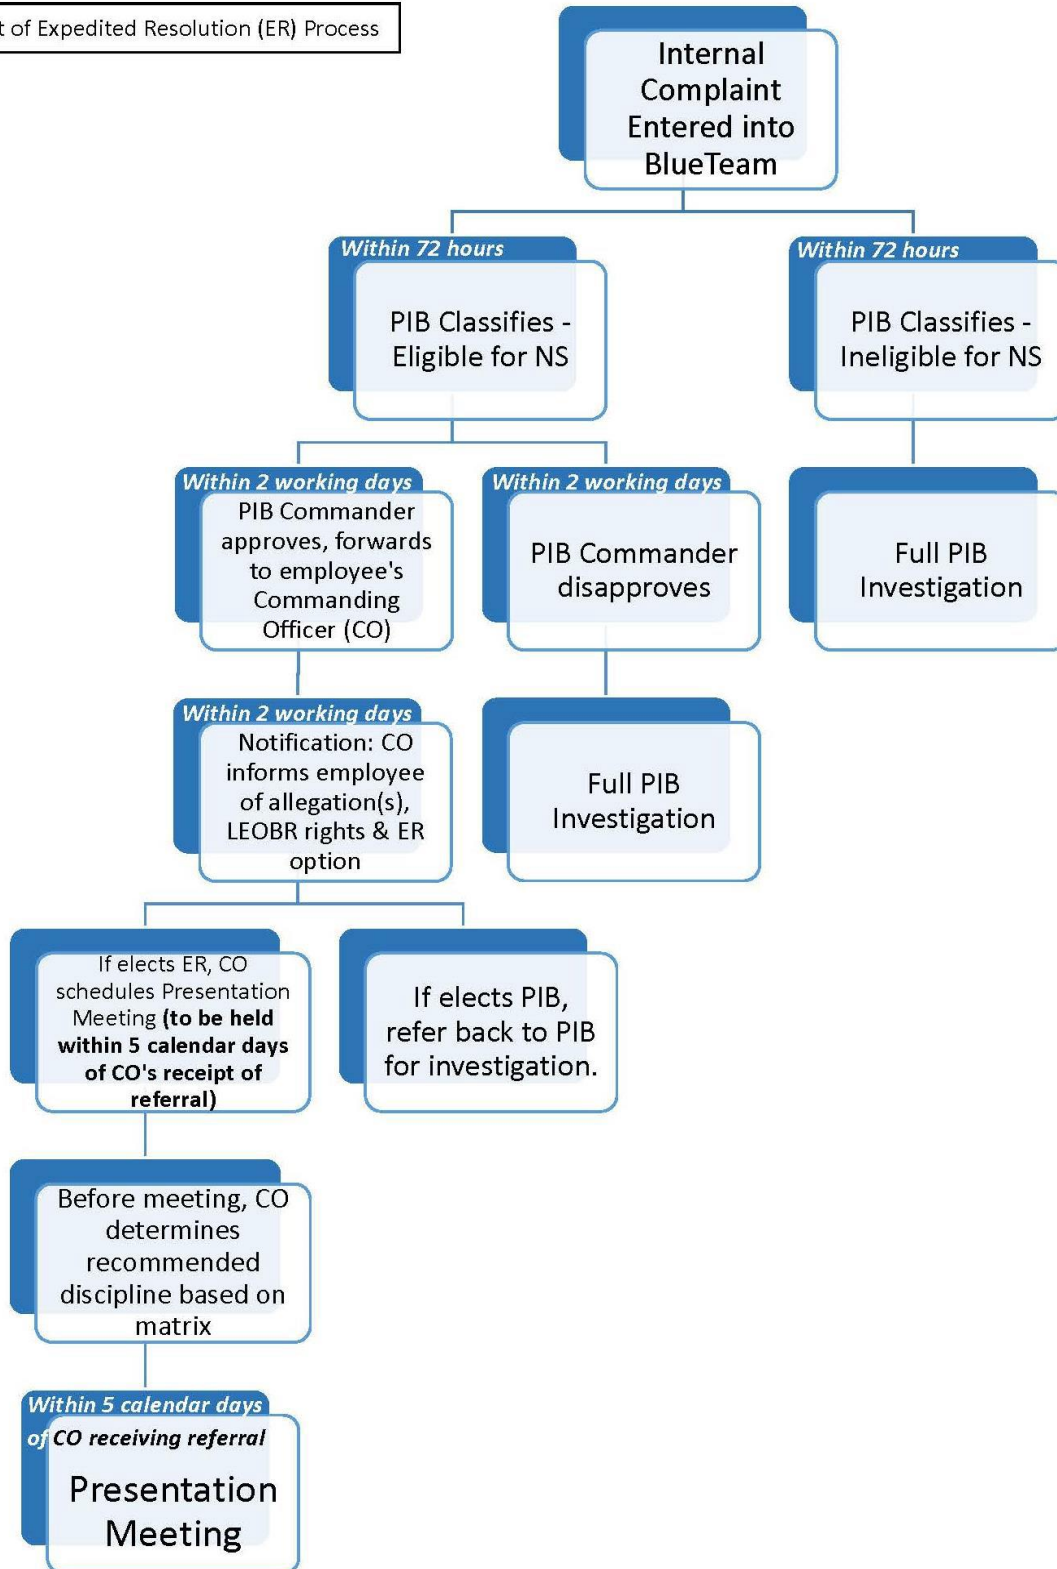 of Expedited Resolution (ER) Process
Internal
Complaint
Entered into
BlueTeam
Within 72 hours
PIB Classifies -
Eligible for NS
Within 72 hours
PIB Classifies -
Ineligible for NS
Within 2 working days
PIB Commander
approves, forwards
to employee's
Commanding
Officer (CO)
Within 2 working days
PIB Commander
disapproves
Full PIB
Investigation
Within 2 working days
Notification: CO
informs employee
of allegation(s),
LEOBR rights & ER
option
Full PIB
Investigation
If elects ER, CO
schedules Presentation
Meeting (to be held
within 5 calendar days
of CO's receipt of
referral)
If elects PIB,
refer back to PIB
for investigation.
Before meeting, CO
determines
recommended
discipline based on
matrix
Within 5 calendar days
of CO receiving referral
Presentation
Meeting